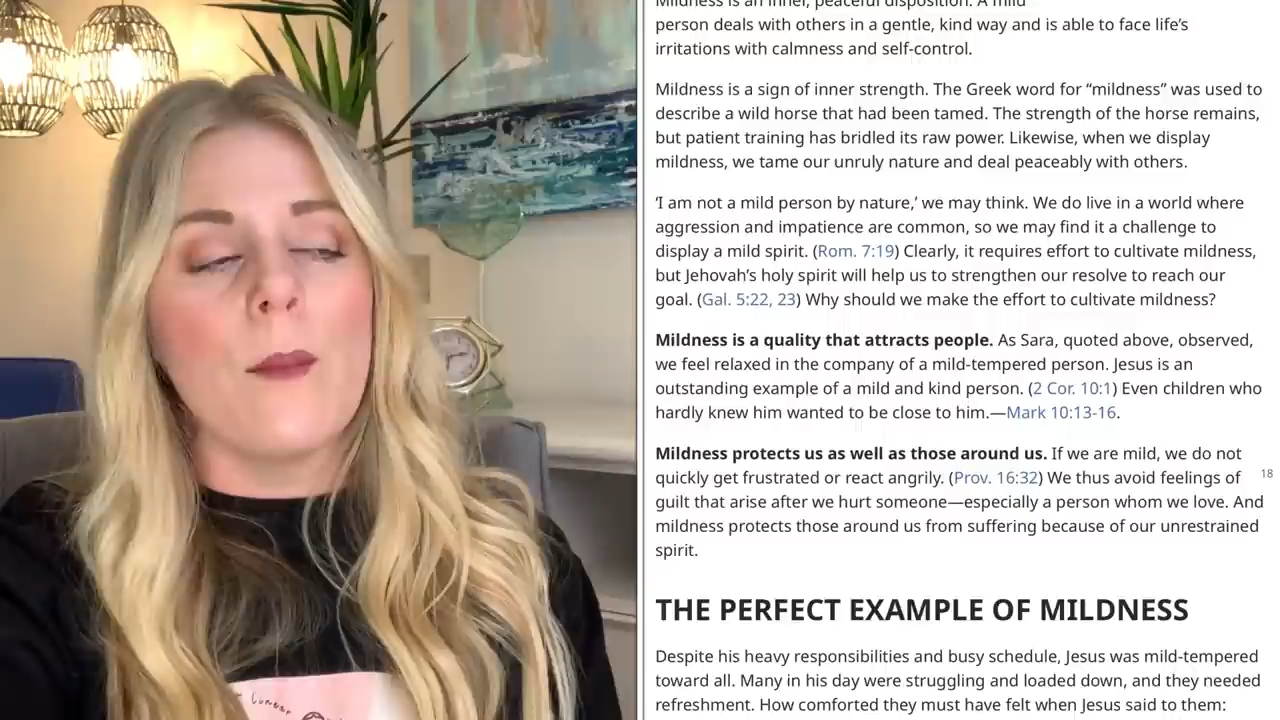 Mildness is an inner, peaceful disposition. A mild
person deals with others in a gentle, kind way and is able to face life’s
irritations with calmness and self-control.
Mildness is a sign of inner strength. The Greek word for “mildness” was used to
describe a wild horse that had been tamed. The strength of the horse remains,
but patient training has bridled its raw power. Likewise, when we display
mildness, we tame our unruly nature and deal peaceably with others.
‘I am not a mild person by nature,’ we may think. We do live in a world where
aggression and impatience are common, so we may find it a challenge to
display a mild spirit. (Rom. 7:19) Clearly, it requires effort to cultivate mildness,
but Jehovah’s holy spirit will help us to strengthen our resolve to reach our
goal. (Gal. 5:22, 23) Why should we make the effort to cultivate mildness?
Mildness is a quality that attracts people. As Sara, quoted above, observed,
we feel relaxed in the company of a mild-tempered person. Jesus is an
outstanding example of a mild and kind person. (2 Cor. 10:1) Even children who
hardly knew him wanted to be close to him.—Mark 10:13-16.
Mildness protects us as well as those around us. If we are mild, we do not
quickly get frustrated or react angrily. (Prov. 16:32) We thus avoid feelings of
18
guilt that arise after we hurt someone—especially a person whom we love. And
mildness protects those around us from suffering because of our unrestrained
spirit.
THE PERFECT EXAMPLE OF MILDNESS
Despite his heavy responsibilities and busy schedule, Jesus was mild-tempered
toward all. Many in his day were struggling and loaded down, and they needed
refreshment. How comforted they must have felt when Jesus said to them: